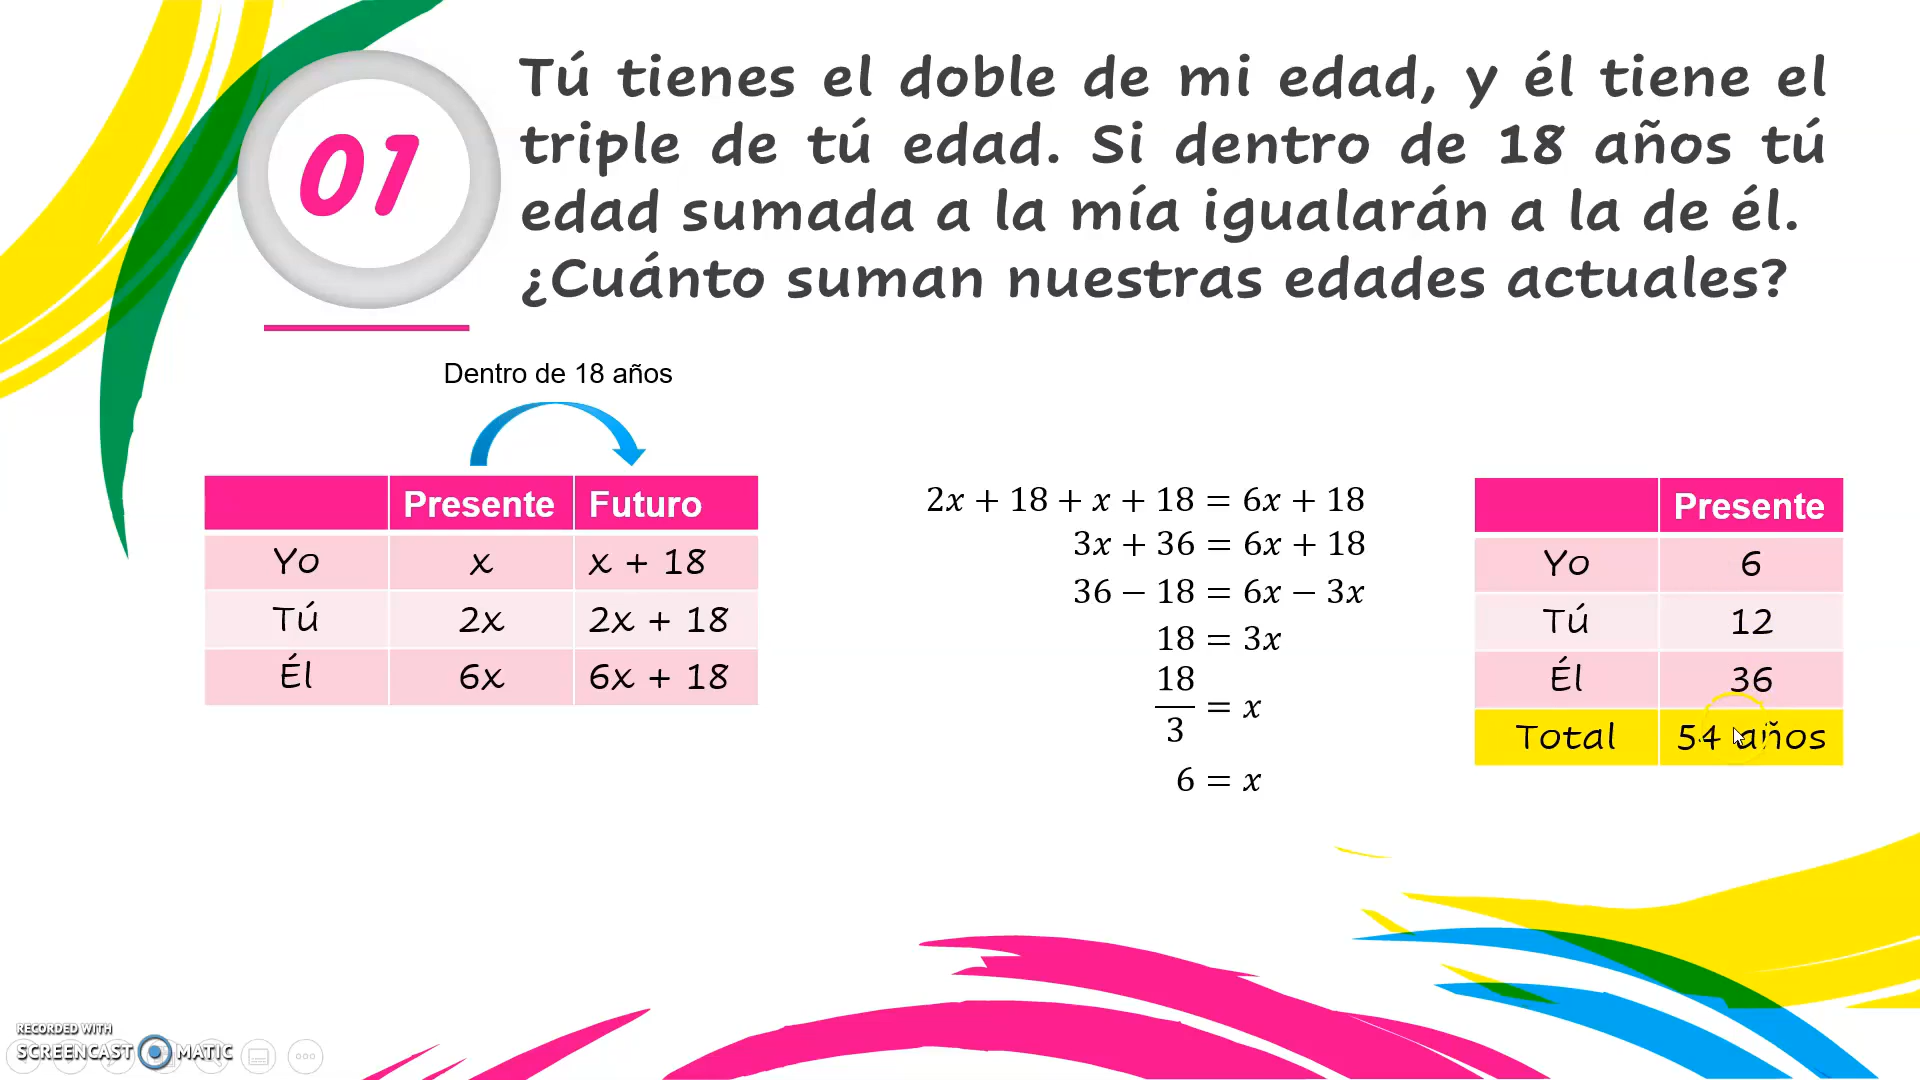 01
Tú tienes el doble de mi edad, y él tiene el
triple de tú edad. Si dentro de 18 años tú
edad sumada a la mía igualarán a la de él.
¿Cuánto suman nuestras edades actuales?
Dentro de 18 años
Presente Futuro
Yo x x + 18
Tú 2x 2x + 18
Él 6x 6x + 18
2x + 18 + x + 18 = 6x + 18
3x + 36 = 6x + 18
36 − 18 = 6x − 3x
18 = 3x
18
3
= x
6 = x
Presente
Yo 6
Tú 12
Él 36
Total 54 años
RECORDED WITH
SCREENCAST MATIC